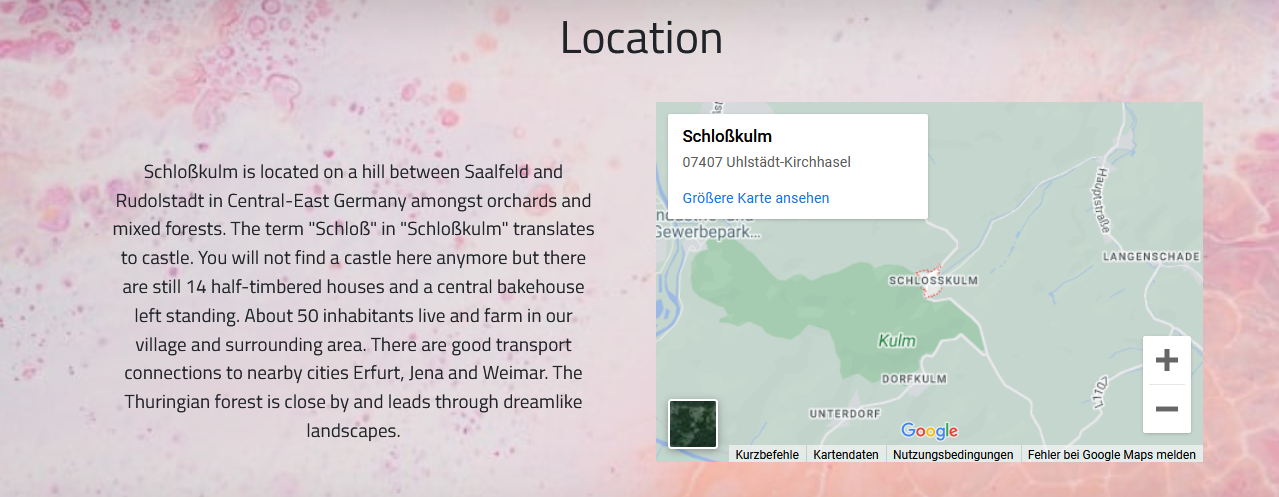 Location
Schloßkulm is located on a hill between Saalfeld and
Rudolstadt in Central-East Germany amongst orchards and
mixed forests. The term "Schloß" in "Schloßkulm" translates
to castle. You will not find a castle here anymore but there
are still 14 half-timbered houses and a central bakehouse
left standing. About 50 inhabitants live and farm in our
village and surrounding area. There are good transport
connections to nearby cities Erfurt, Jena and Weimar. The
Thuringian forest is close by and leads through dreamlike
landscapes.
Schloßkulm
07407 Uhlstädt-Kirchhasel
Größere Karte ansehen
Gewerbepark...
Hauptstraße
LANGENSCHADE
SCHLOSSKULM
Kulm
DORFKULM
L1107
UNTERDORF
Google
Kurzbefehle
Kartendaten
Nutzungsbedingungen
Fehler bei Google Maps melden